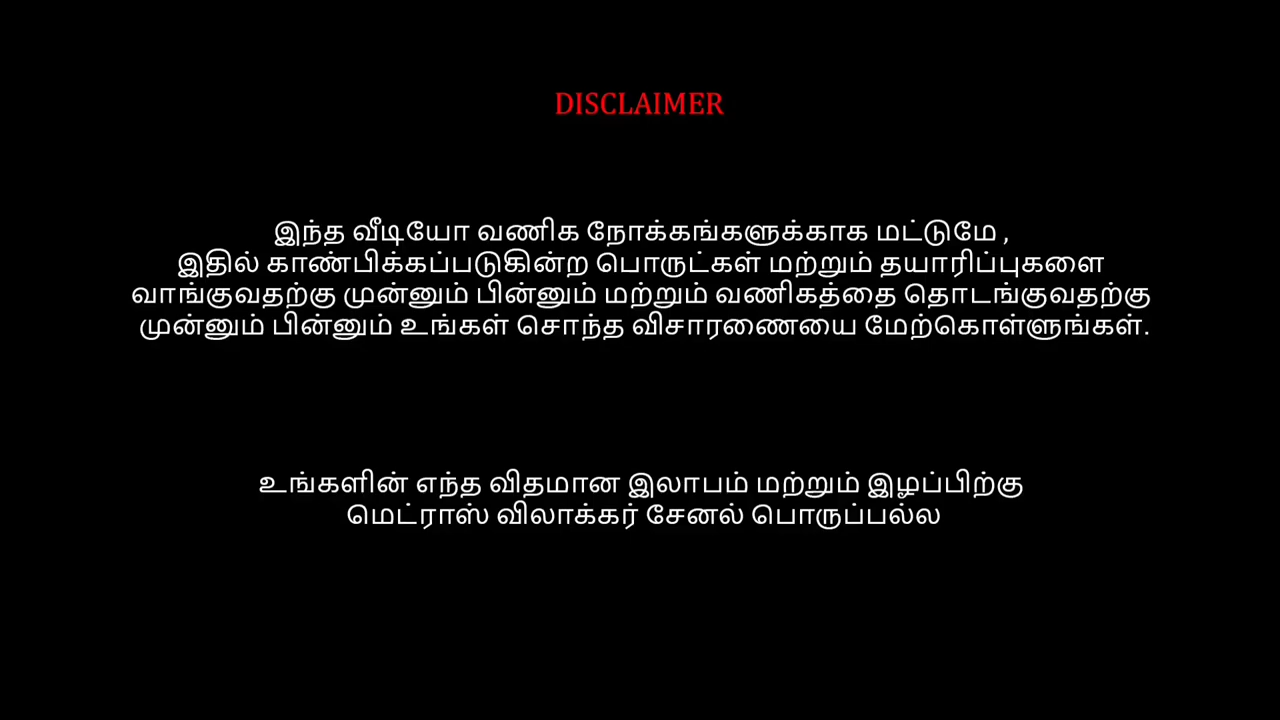 DISCLAIMER
இந்த வீடியோ வணிக நோக்கங்களுக்காக மட்டுமே ,
இதில் காண்பிக்கப்படுகின்ற பொருட்கள் மற்றும் தயாரிப்புகளை
வாங்குவதற்கு முன்னும் பின்னும் மற்றும் வணிகத்தை தொடங்குவதற்கு
முன்னும் பின்னும் உங்கள் சொந்த விசாரணையை மேற்கொள்ளுங்கள்.
உங்களின் எந்த விதமான இலாபம் மற்றும் இழப்பிற்கு
மெட்ராஸ் விலாக்கர் சேனல் பொருப்பல்ல